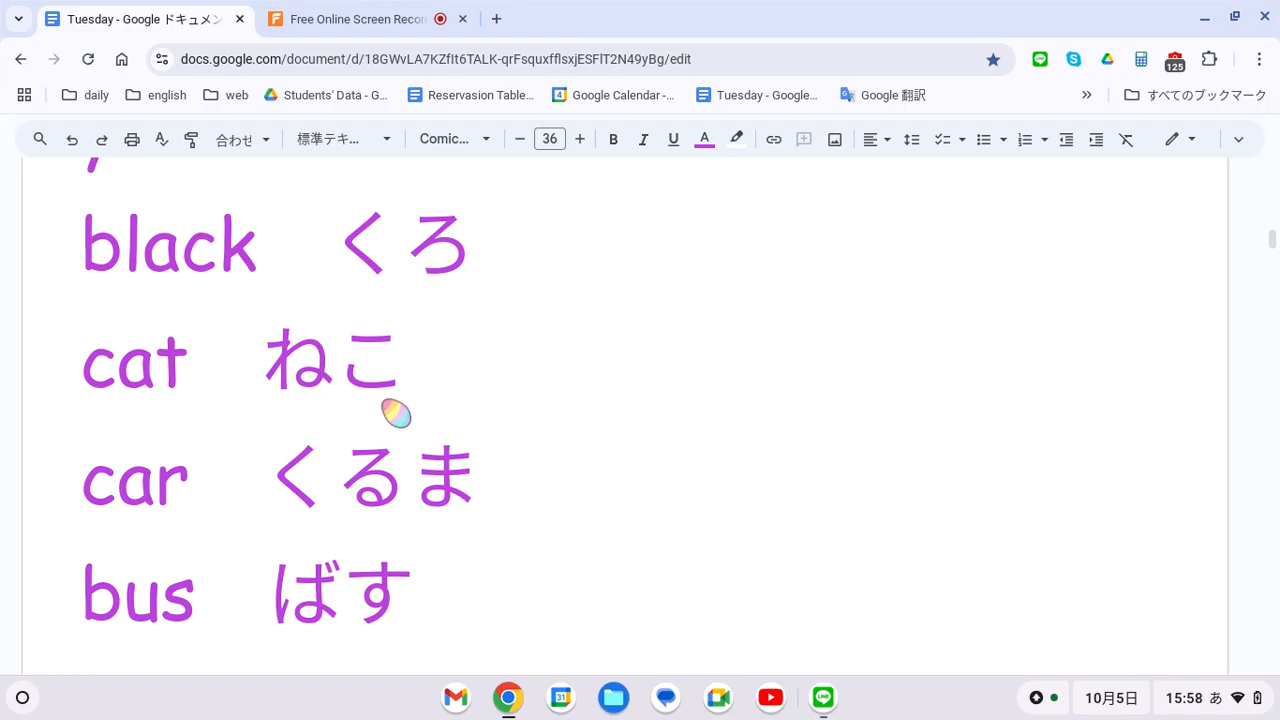 Tuesday - Google ドキュメン
Free Online Screen Recor
docs.google.com/document/d/13GWvLA7KZfIt6TALK-qrFsquxfflsxjESFlT2N49yBg/edit
125
daily
english
web
Students' Data - G...
Reservasion Table...
Google Calendar -...
Tuesday - Google...
Google 翻訳
すべてのブックマーク
合わせ
標準テキ...
Comic...
36
black くろ
cat ねこ
car くるま
bus ばす
10月5日
15:58 あ